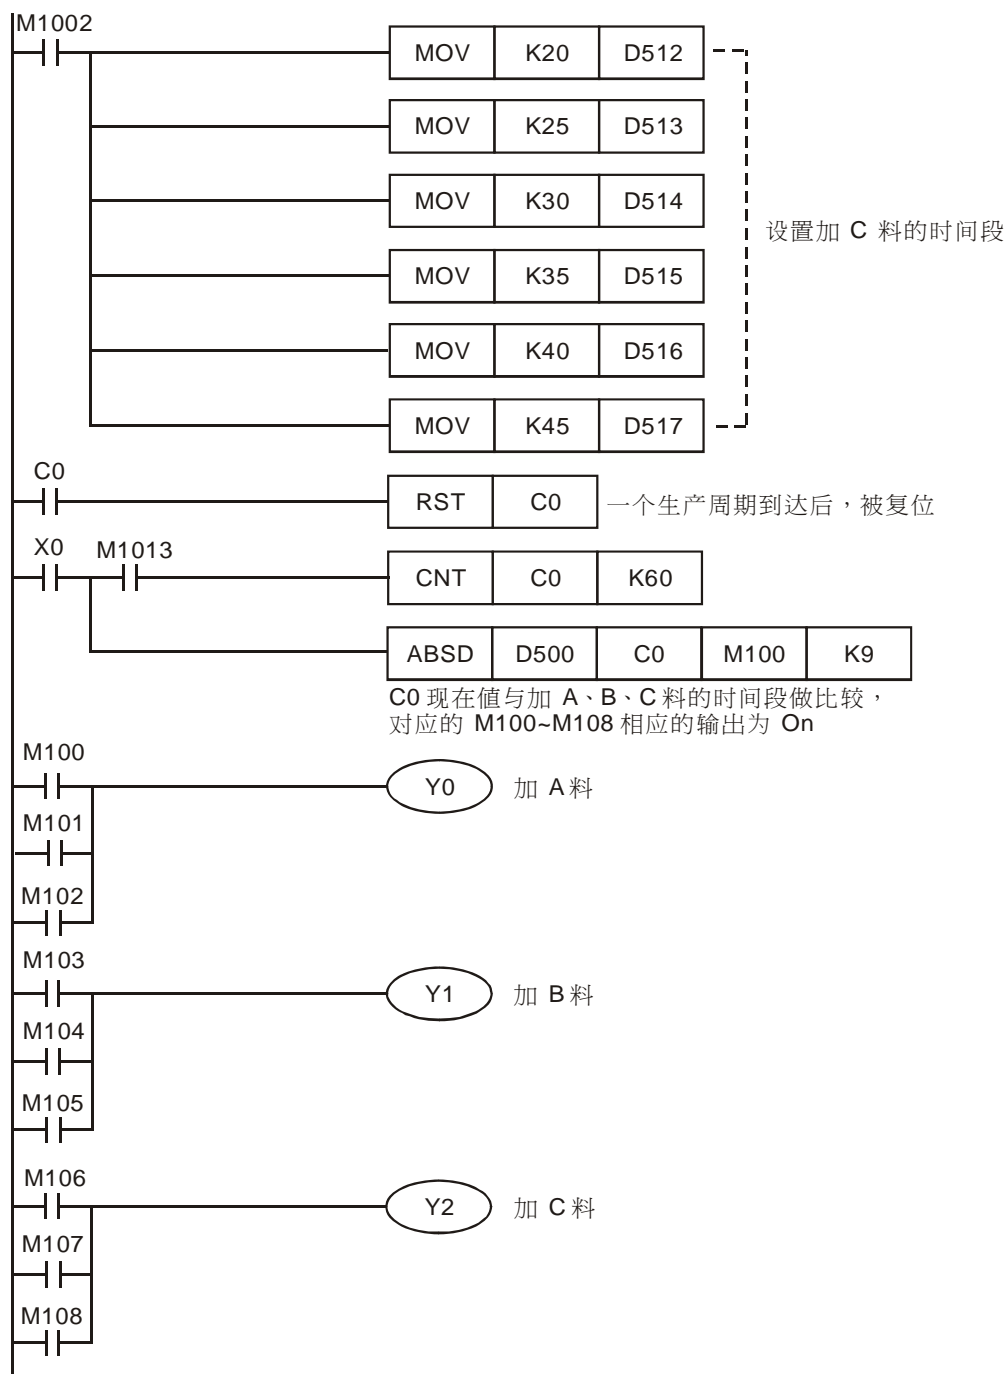 M1002
MOV K20 D512
MOV K25 D513
MOV K30 D514
设置加 C 料的时间段
MOV K35 D515
MOV K40 D516
MOV K45 D517
C0
RST C0 一个生产周期到达后，被复位
X0 M1013
CNT C0 K60
ABSD D500 C0 M100 K9
C0 现在值与加 A、B、C 料的时间段做比较，
对应的 M100~M108 相应的输出为 On
M100
Y0 加 A 料
M101
M102
M103
Y1 加 B 料
M104
M105
M106
Y2 加 C 料
M107
M108